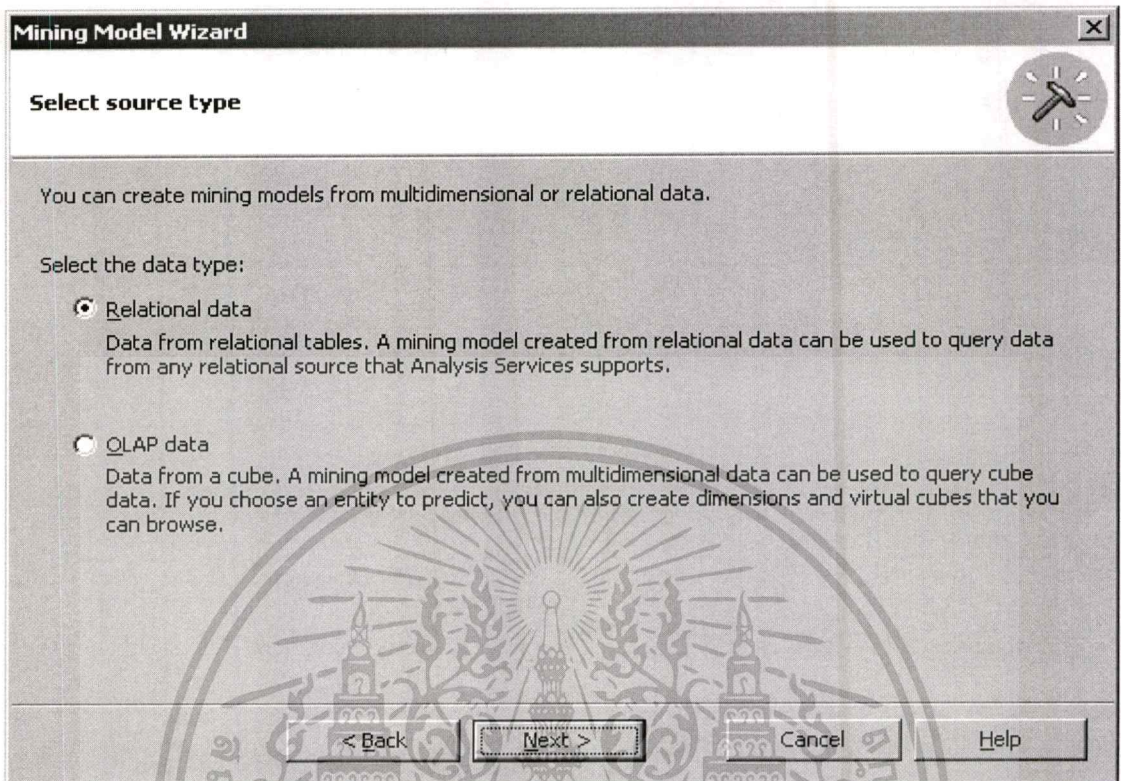 Mining Model Wizard
Select source type
You can create mining models from multidimensional or relational data.
Select the data type:
Relational data
Data from relational tables. A mining model created from relational data can be used to query data
from any relational source that Analysis Services supports.
OLAP data
Data from a cube. A mining model created from multidimensional data can be used to query cube
data. If you choose an entity to predict, you can also create dimensions and virtual cubes that you
can browse.
< Back
Next >
Cancel
Help